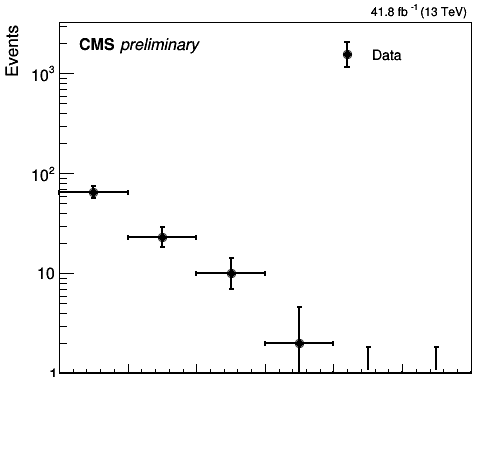 41.8 fb⁻¹ (13 TeV)
CMS preliminary
Data
Events
10³
10²
10
1